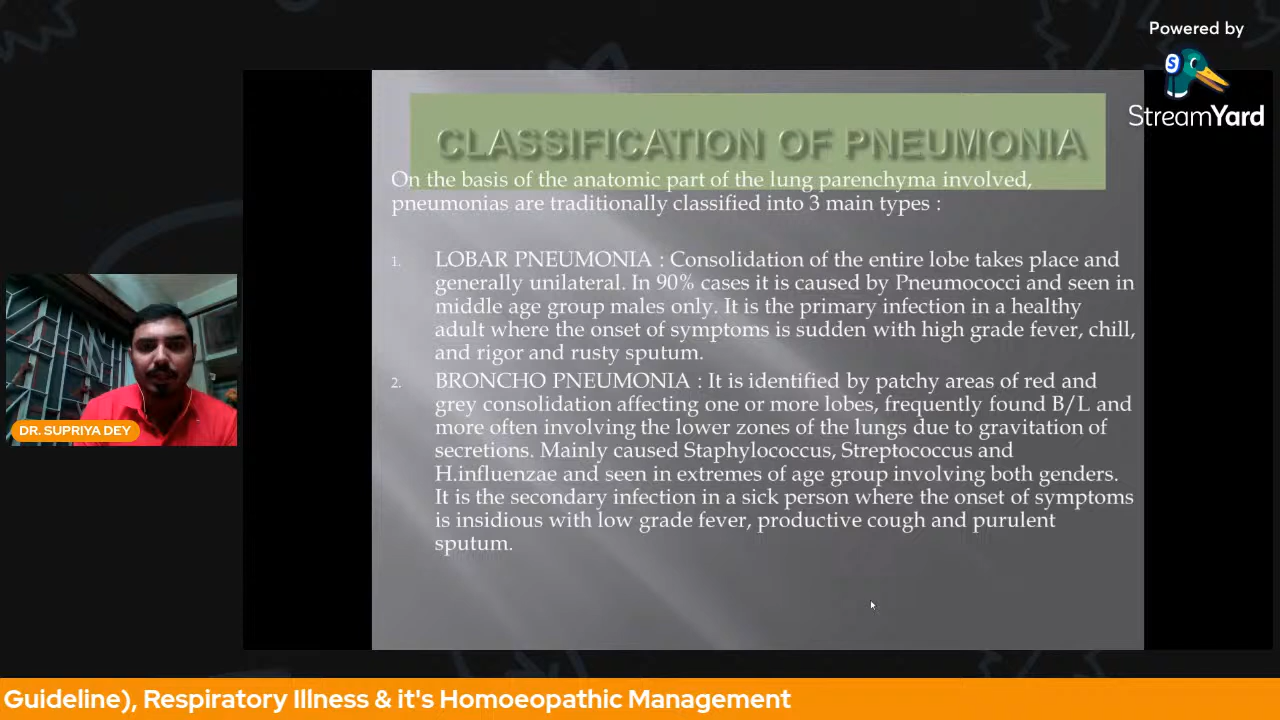 Powered by
S
StreamYard
CLASSIFICATION OF PNEUMONIA
On the basis of the anatomic part of the lung parenchyma involved,
pneumonias are traditionally classified into 3 main types :
1. LOBAR PNEUMONIA : Consolidation of the entire lobe takes place and
generally unilateral. In 90% cases it is caused by Pneumococci and seen in
middle age group males only. It is the primary infection in a healthy
adult where the onset of symptoms is sudden with high grade fever, chill,
and rigor and rusty sputum.
2. BRONCHO PNEUMONIA : It is identified by patchy areas of red and
grey consolidation affecting one or more lobes, frequently found B/L and
more often involving the lower zones of the lungs due to gravitation of
secretions. Mainly caused Staphylococcus, Streptococcus and
H.influenzae and seen in extremes of age group involving both genders.
It is the secondary infection in a sick person where the onset of symptoms
is insidious with low grade fever, productive cough and purulent
sputum.
DR. SUPRIYA DEY
Guideline), Respiratory Illness & it's Homoeopathic Management